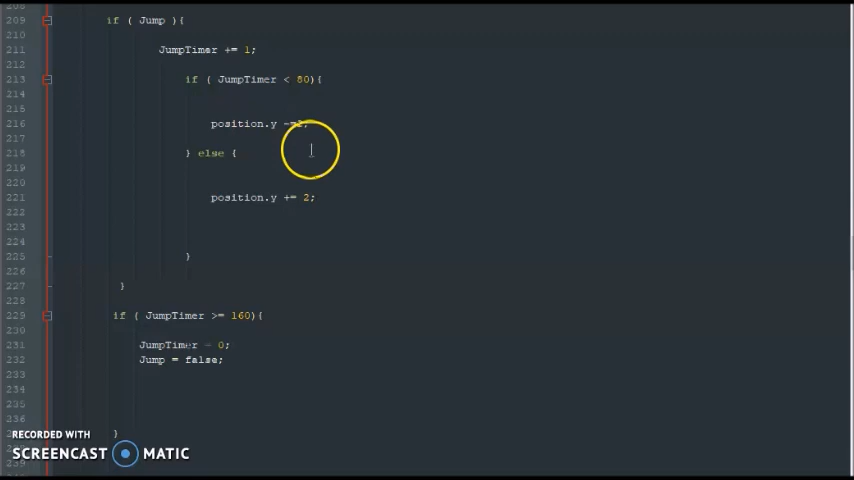 209 if ( Jump ){
210
211 JumpTimer += 1;
212
213 if ( JumpTimer < 80){
214
215
216 position.y -=2;
217
218 } else {
219
220
221 position.y += 2;
222
223
224
225 }
226
227 }
228
229 if ( JumpTimer >= 160){
230
231 JumpTimer = 0;
232 Jump = false;
233
234
235
236
}
RECORDED WITH
SCREENCAST MATIC